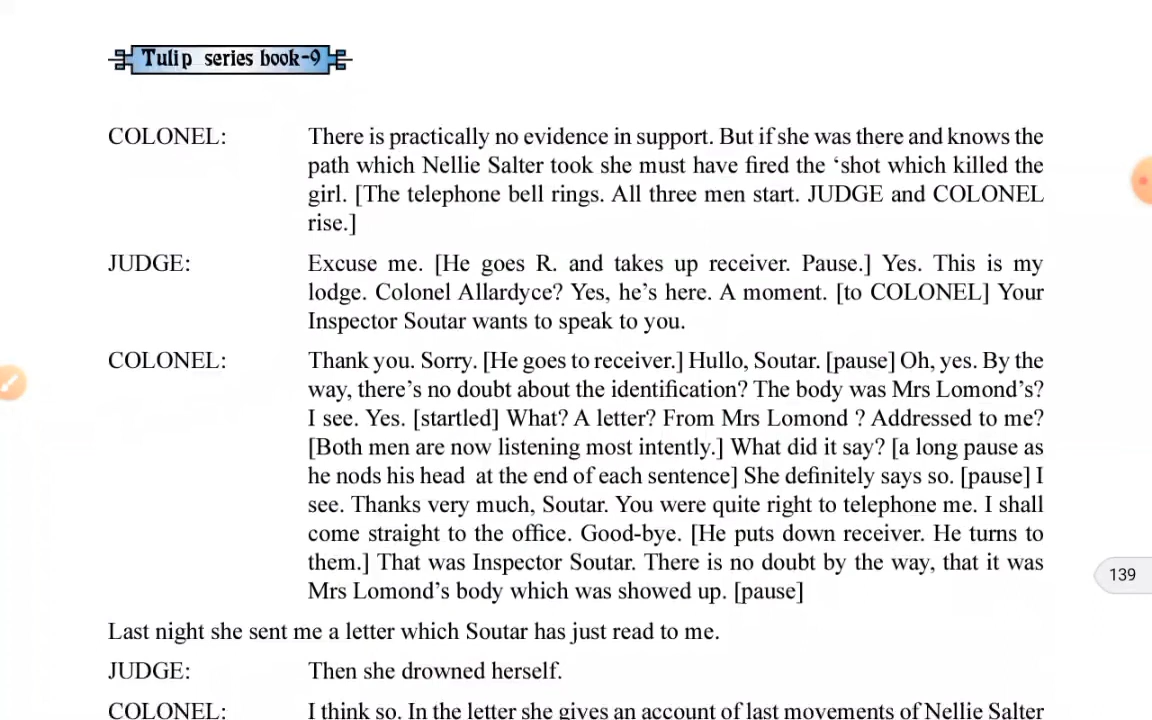 Tulip series book-9
COLONEL: There is practically no evidence in support. But if she was there and knows the
path which Nellie Salter took she must have fired the ‘shot which killed the
girl. [The telephone bell rings. All three men start. JUDGE and COLONEL
rise.]
JUDGE: Excuse me. [He goes R. and takes up receiver. Pause.] Yes. This is my
lodge. Colonel Allardyce? Yes, he’s here. A moment. [to COLONEL] Your
Inspector Soutar wants to speak to you.
COLONEL: Thank you. Sorry. [He goes to receiver.] Hullo, Soutar. [pause] Oh, yes. By the
way, there’s no doubt about the identification? The body was Mrs Lomond’s?
I see. Yes. [startled] What? A letter? From Mrs Lomond ? Addressed to me?
[Both men are now listening most intently.] What did it say? [a long pause as
he nods his head at the end of each sentence] She definitely says so. [pause] I
see. Thanks very much, Soutar. You were quite right to telephone me. I shall
come straight to the office. Good-bye. [He puts down receiver. He turns to
them.] That was Inspector Soutar. There is no doubt by the way, that it was
Mrs Lomond’s body which was showed up. [pause]
Last night she sent me a letter which Soutar has just read to me.
JUDGE: Then she drowned herself.
COLONEL: I think so. In the letter she gives an account of last movements of Nellie Salter
139